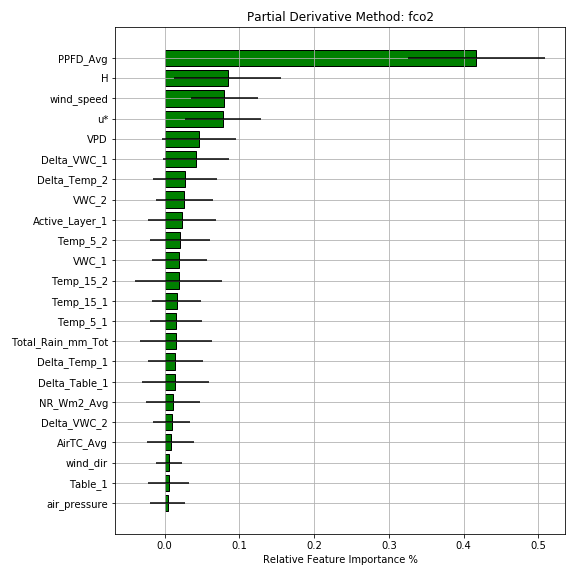 Partial Derivative Method: fco2
PPFD_Avg
H
wind_speed
u*
VPD
Delta_VWC_1
Delta_Temp_2
VWC_2
Active_Layer_1
Temp_5_2
VWC_1
Temp_15_2
Temp_15_1
Temp_5_1
Total_Rain_mm_Tot
Delta_Temp_1
Delta_Table_1
NR_Wm2_Avg
Delta_VWC_2
AirTC_Avg
wind_dir
Table_1
air_pressure
0.0 0.1 0.2 0.3 0.4 0.5
Relative Feature Importance %